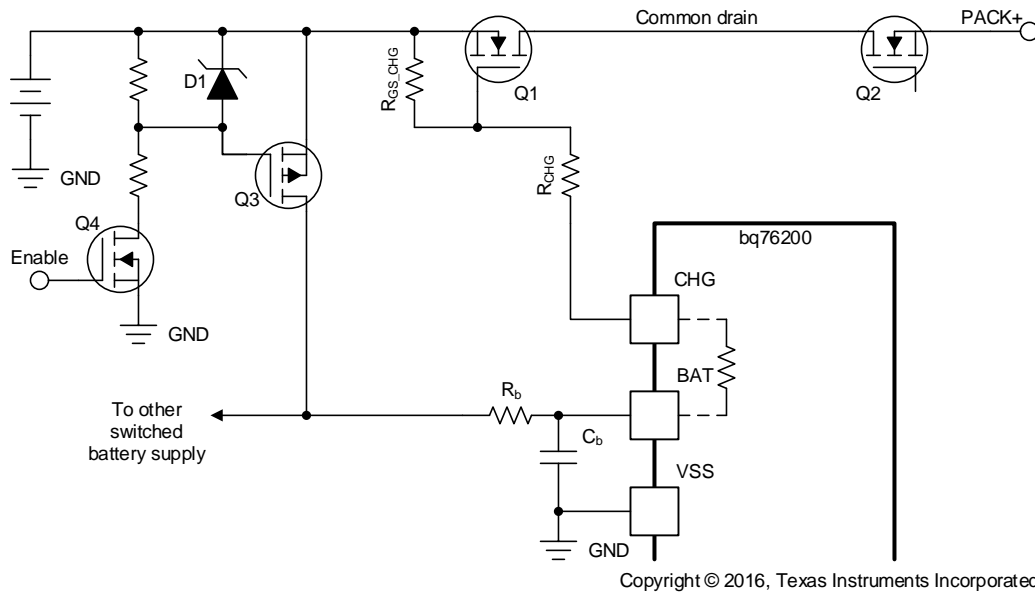 Common drain
PACK+
D1
R_GS_CHG
Q1
Q2
GND
Q3
R_CHG
Q4
bq76200
Enable
CHG
GND
BAT
R_b
To other
switched
battery supply
C_b
VSS
GND
Copyright © 2016, Texas Instruments Incorporated